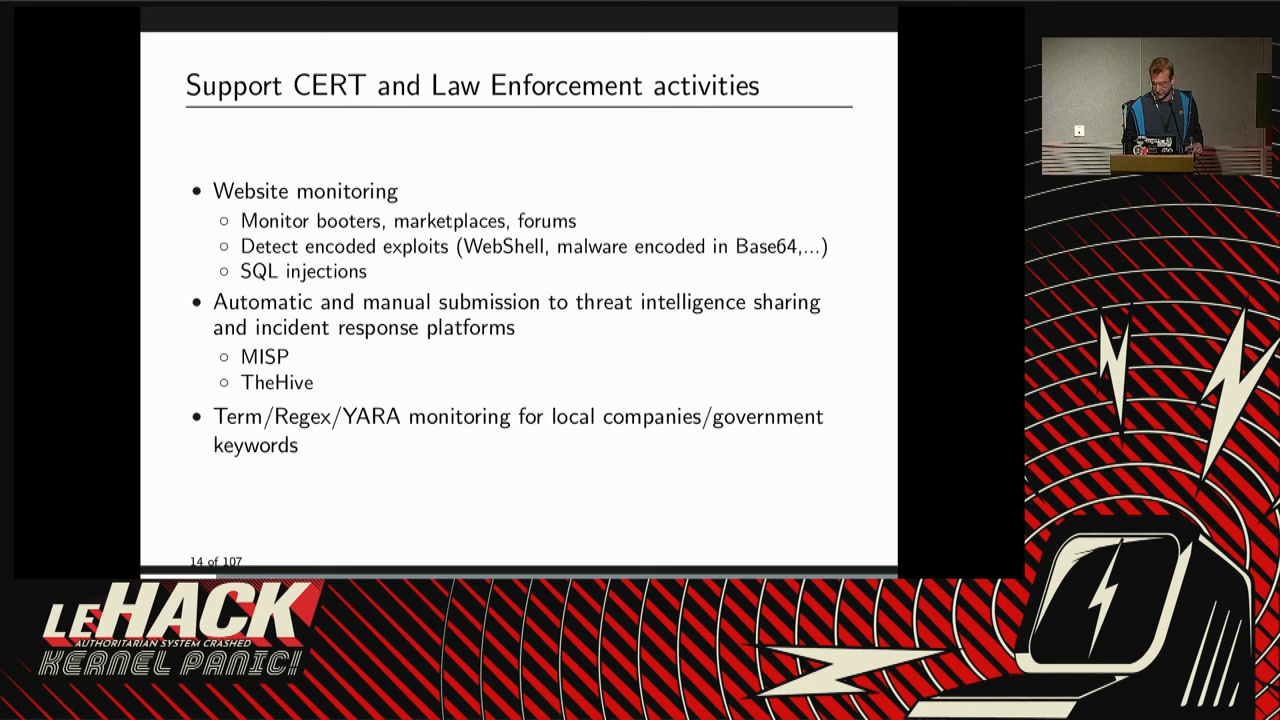 Support CERT and Law Enforcement activities
• Website monitoring
○ Monitor booters, marketplaces, forums
○ Detect encoded exploits (WebShell, malware encoded in Base64,...)
○ SQL injections
• Automatic and manual submission to threat intelligence sharing
and incident response platforms
○ MISP
○ TheHive
• Term/Regex/YARA monitoring for local companies/government
keywords
14 of 107
LEHACK
AUTHORITARIAN SYSTEM CRASHED
KERNEL PANIC!